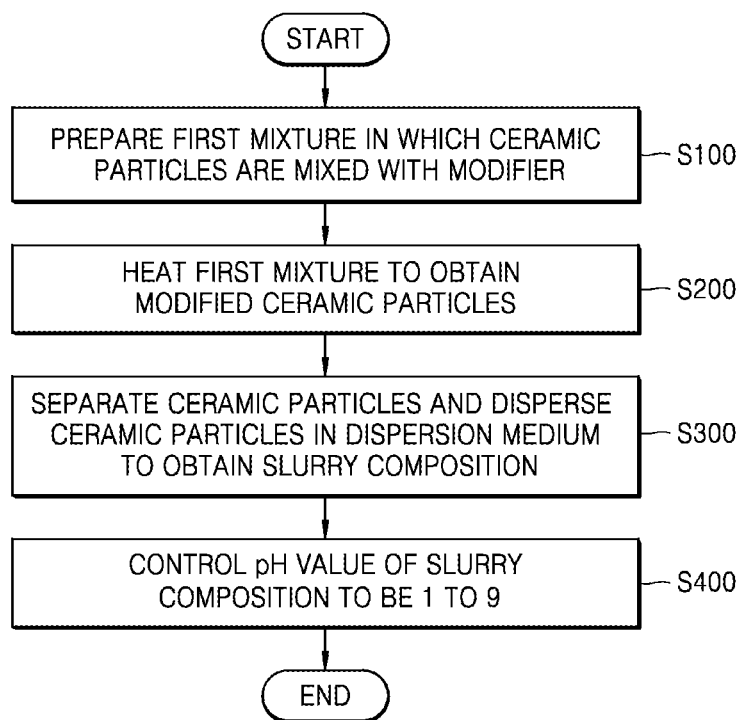 START
PREPARE FIRST MIXTURE IN WHICH CERAMIC
PARTICLES ARE MIXED WITH MODIFIER
S100
HEAT FIRST MIXTURE TO OBTAIN
MODIFIED CERAMIC PARTICLES
S200
SEPARATE CERAMIC PARTICLES AND DISPERSE
CERAMIC PARTICLES IN DISPERSION MEDIUM
TO OBTAIN SLURRY COMPOSITION
S300
CONTROL pH VALUE OF SLURRY
COMPOSITION TO BE 1 TO 9
S400
END